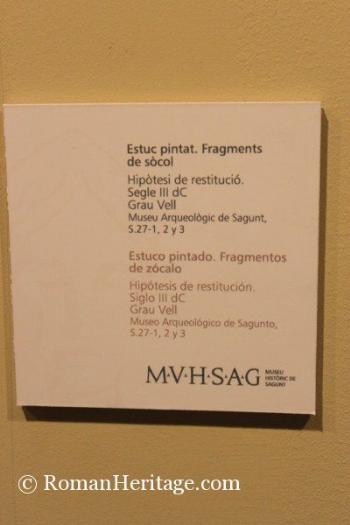 Estuc pintat. Fragments
de sòcol
Hipòtesi de restitució.
Segle III dC
Grau Vell
Museu Arqueològic de Sagunt,
S.27-1, 2 y 3
Estuco pintado. Fragmentos
de zócalo
Hipótesis de restitución.
Siglo III dC
Grau Vell
Museo Arqueológico de Sagunto,
S.27-1, 2 y 3
M·V·H·S·A·G
MUSEU
HISTÒRIC DE
SAGUNT
© RomanHeritage.com